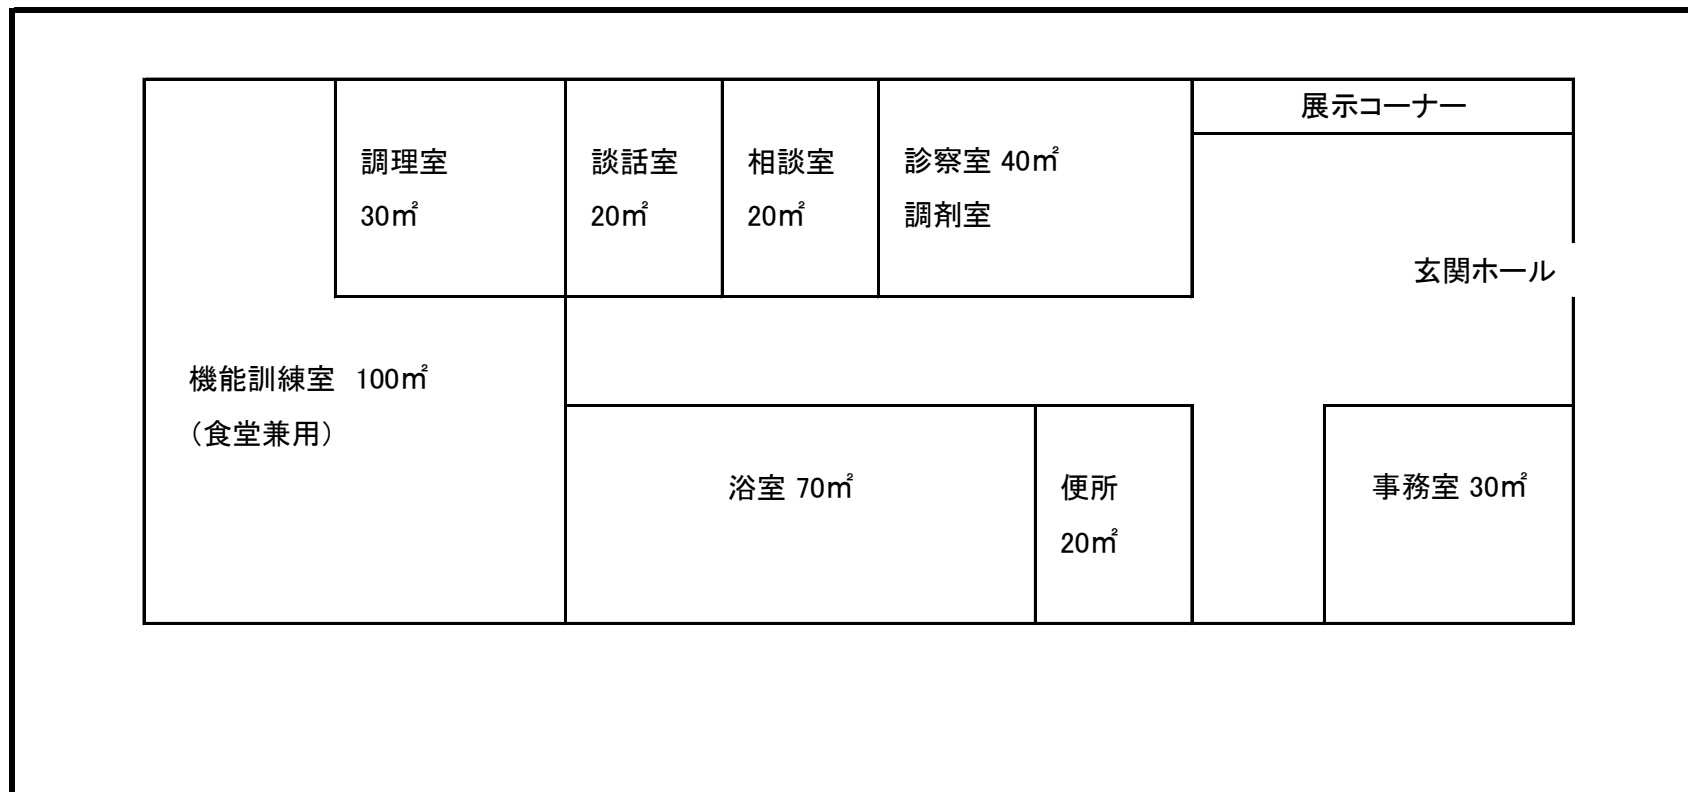 展示コーナー
調理室
30㎡
談話室
20㎡
相談室
20㎡
診察室 40㎡
調剤室
玄関ホール
機能訓練室　100㎡
（食堂兼用）
浴室 70㎡
便所
20㎡
事務室 30㎡